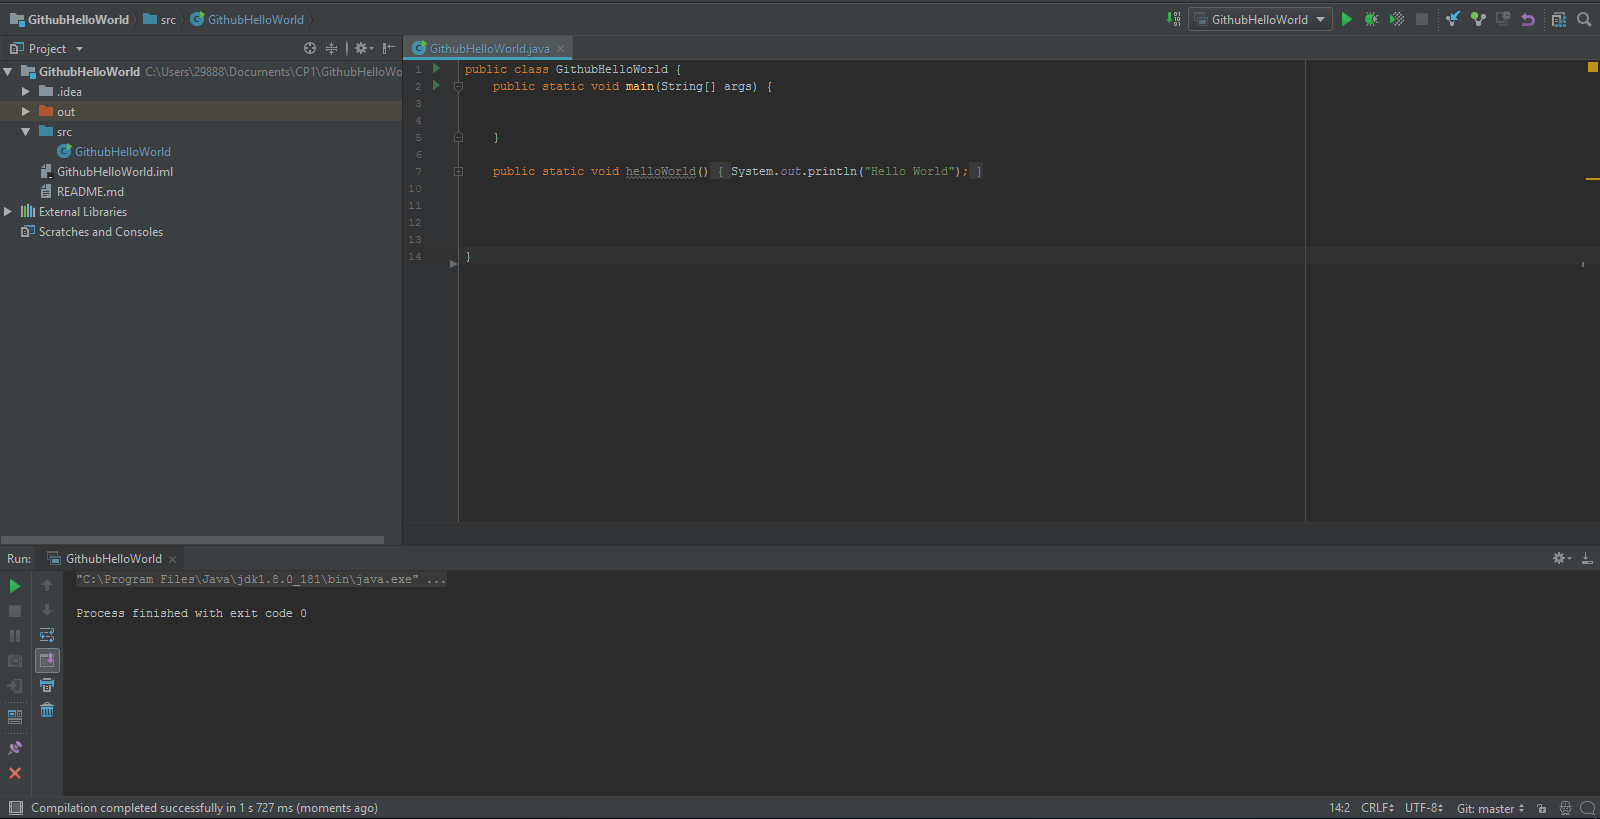 GithubHelloWorld src GithubHelloWorld
GithubHelloWorld
Project
GithubHelloWorld.java
GithubHelloWorld C:\Users\29888\Documents\CP1\GithubHelloWo
.idea
out
src
GithubHelloWorld
GithubHelloWorld.iml
README.md
External Libraries
Scratches and Consoles
1 public class GithubHelloWorld {
2 public static void main(String[] args) {
3
4
5 }
6
7 public static void helloWorld() { System.out.println("Hello World"); }
10
11
12
13
14 }
Run: GithubHelloWorld
"C:\Program Files\Java\jdk1.8.0_181\bin\java.exe" ...
Process finished with exit code 0
Compilation completed successfully in 1 s 727 ms (moments ago)
14:2 CRLF UTF-8 Git: master